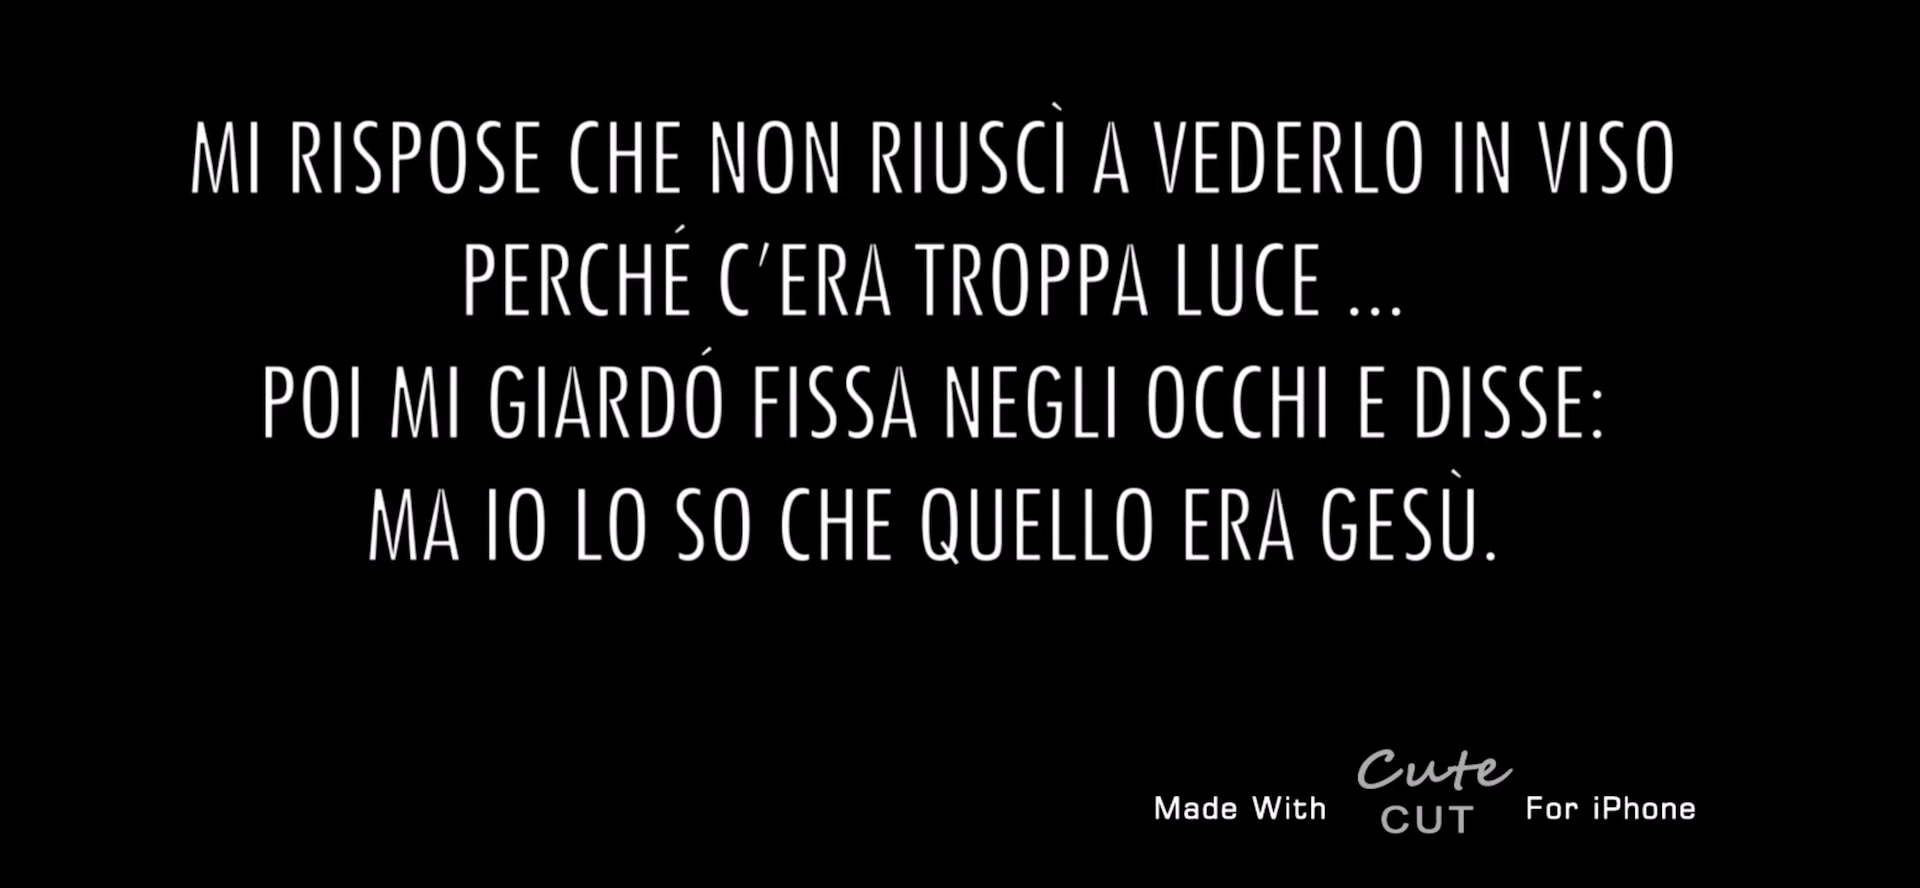 MI RISPOSE CHE NON RIUSCÌ A VEDERLO IN VISO
PERCHÉ C'ERA TROPPA LUCE ...
POI MI GIARDÓ FISSA NEGLI OCCHI E DISSE:
MA IO LO SO CHE QUELLO ERA GESÙ.
Made With Cute CUT For iPhone